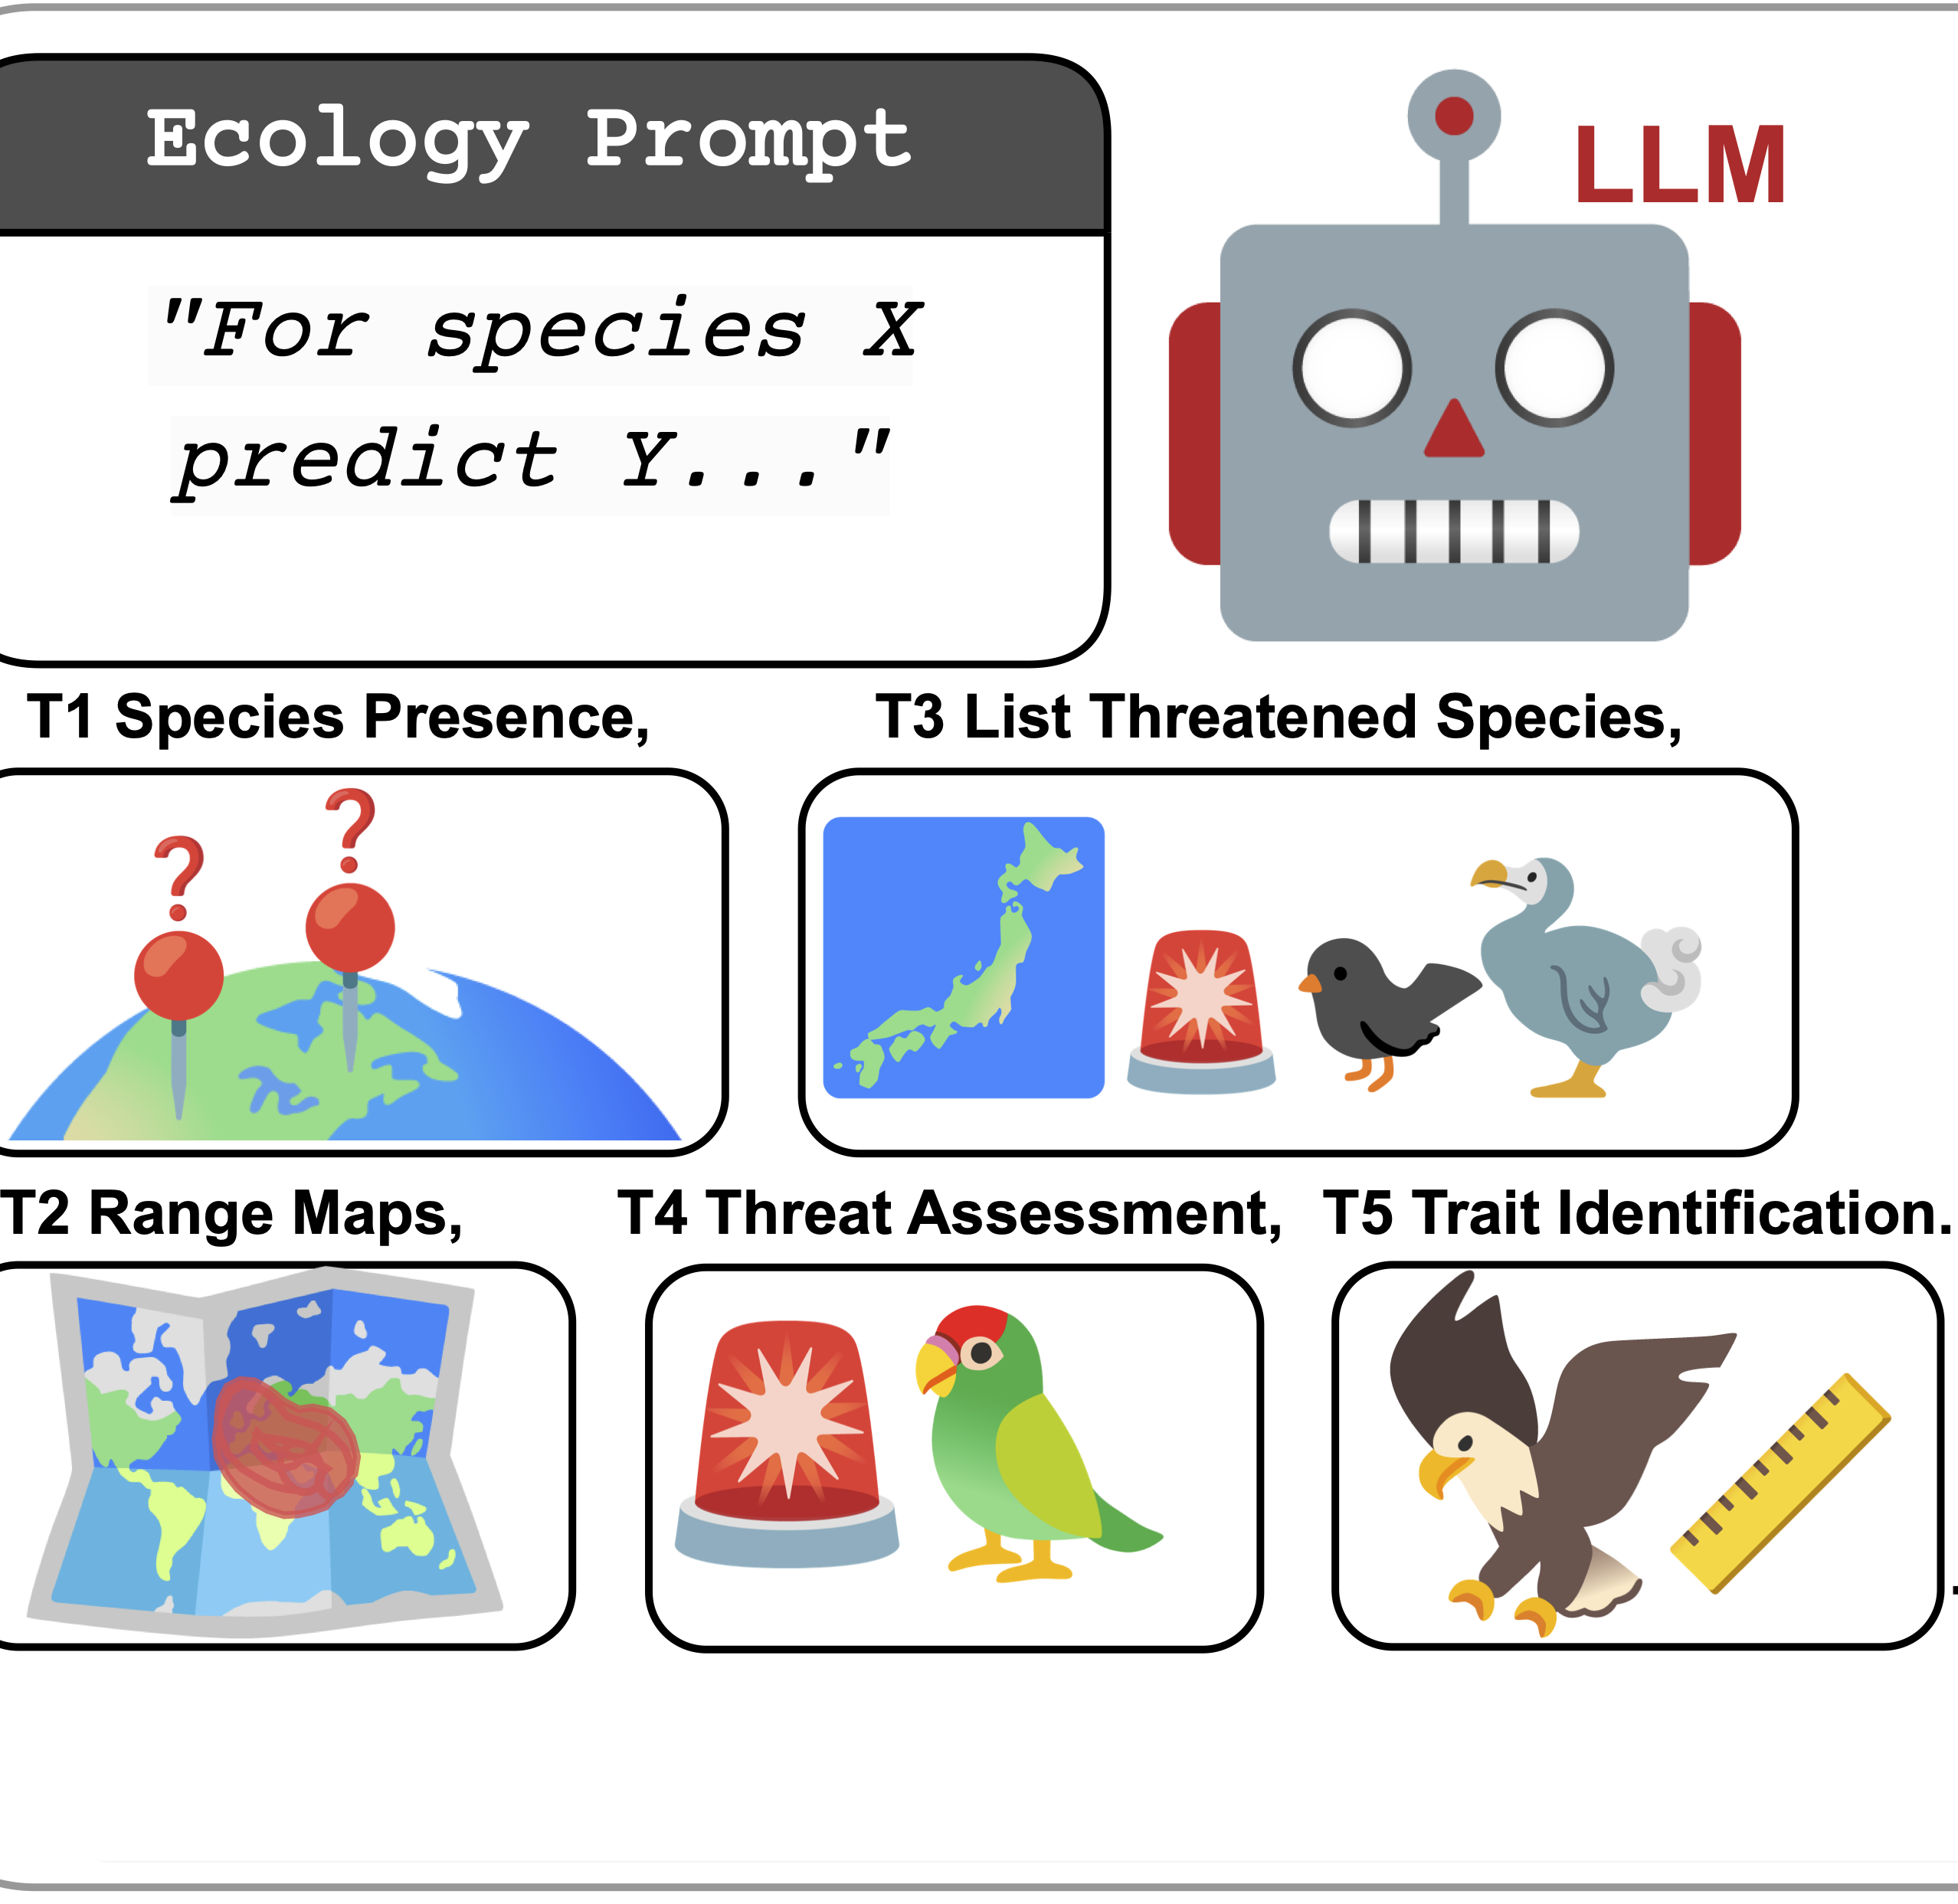 Ecology Prompt
LLM
"For species X
predict Y..."
T1 Species Presence,
T3 List Threatened Species,
? ?
T2 Range Maps,
T4 Threat Assessment,
T5 Trait Identification.